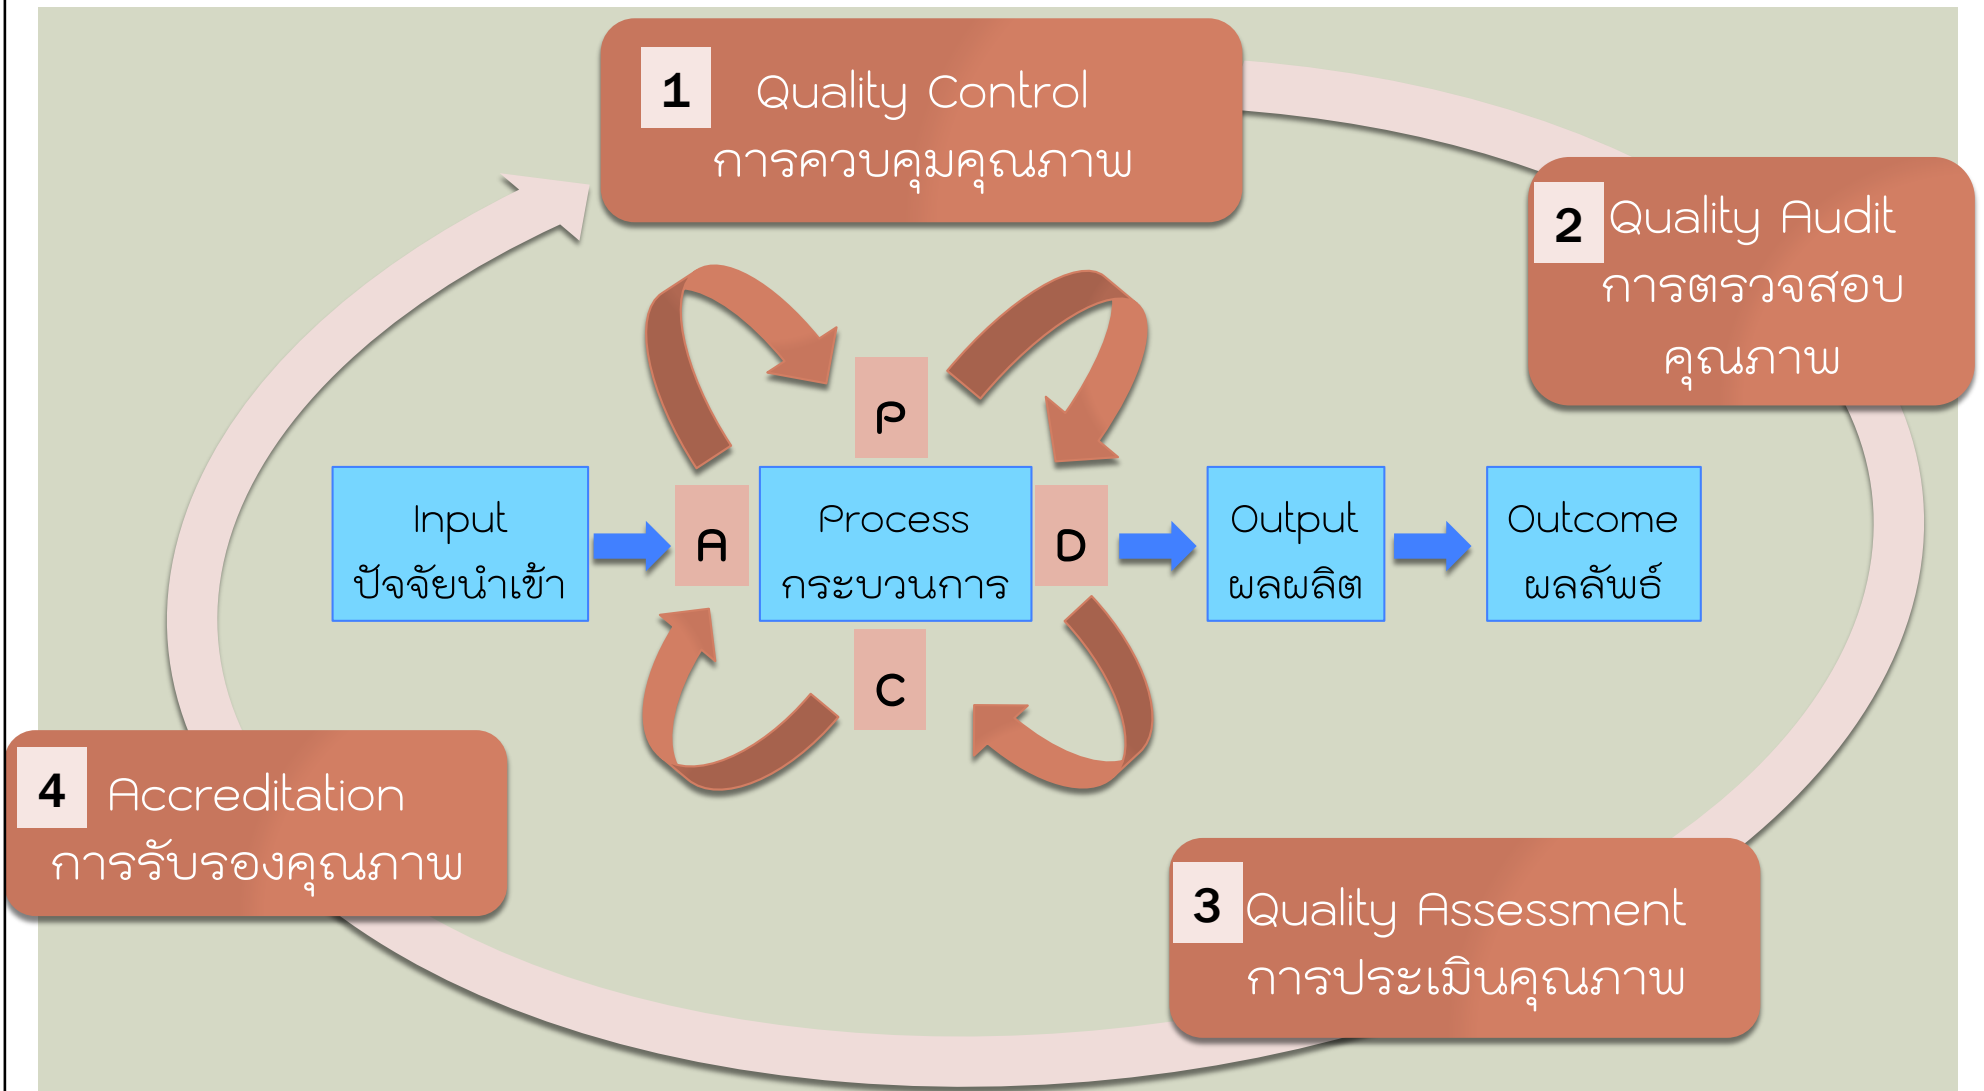 1
Quality Control
การควบคุมคุณภาพ
2
Quality Audit
การตรวจสอบ
คุณภาพ
P
Input
ปัจจัยนำเข้า
A
Process
กระบวนการ
D
Output
ผลผลิต
Outcome
ผลลัพธ์
C
4
Accreditation
การรับรองคุณภาพ
3
Quality Assessment
การประเมินคุณภาพ